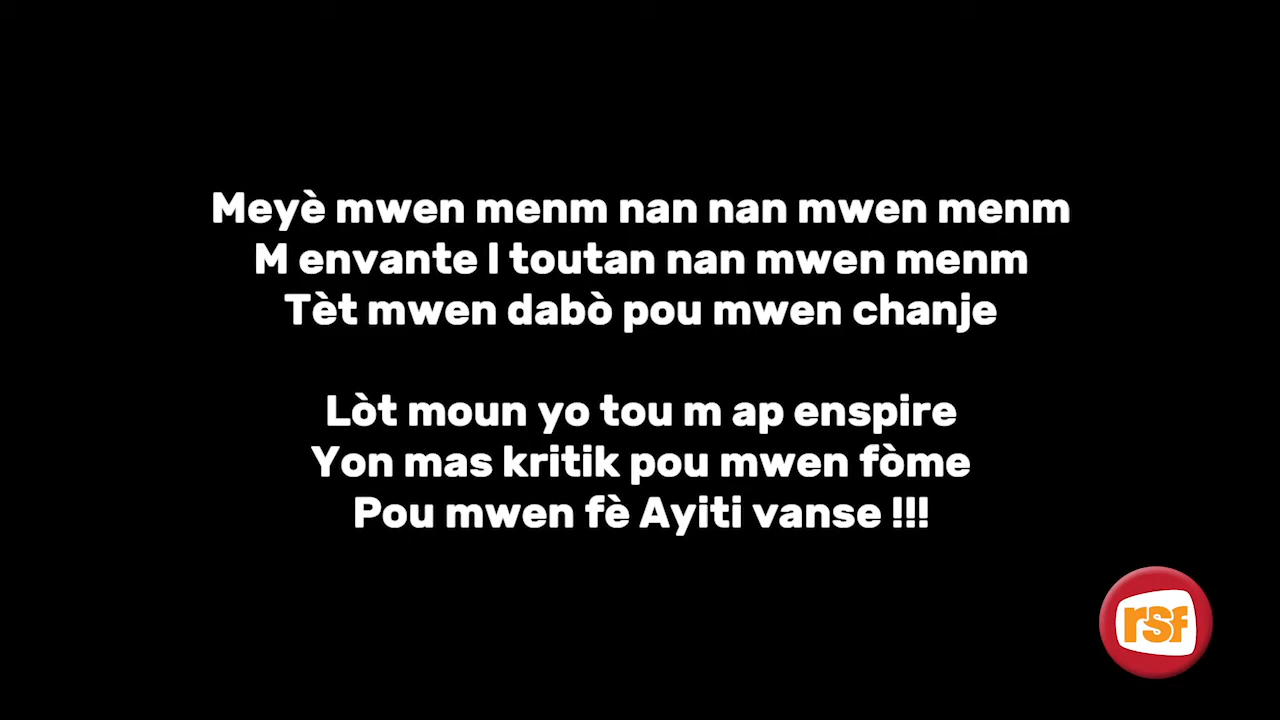 Meyè mwen menm nan nan mwen menm
M envante l toutan nan mwen menm
Tèt mwen dabò pou mwen chanje
Lòt moun yo tou m ap enspire
Yon mas kritik pou mwen fòme
Pou mwen fè Ayiti vanse !!!
rsf